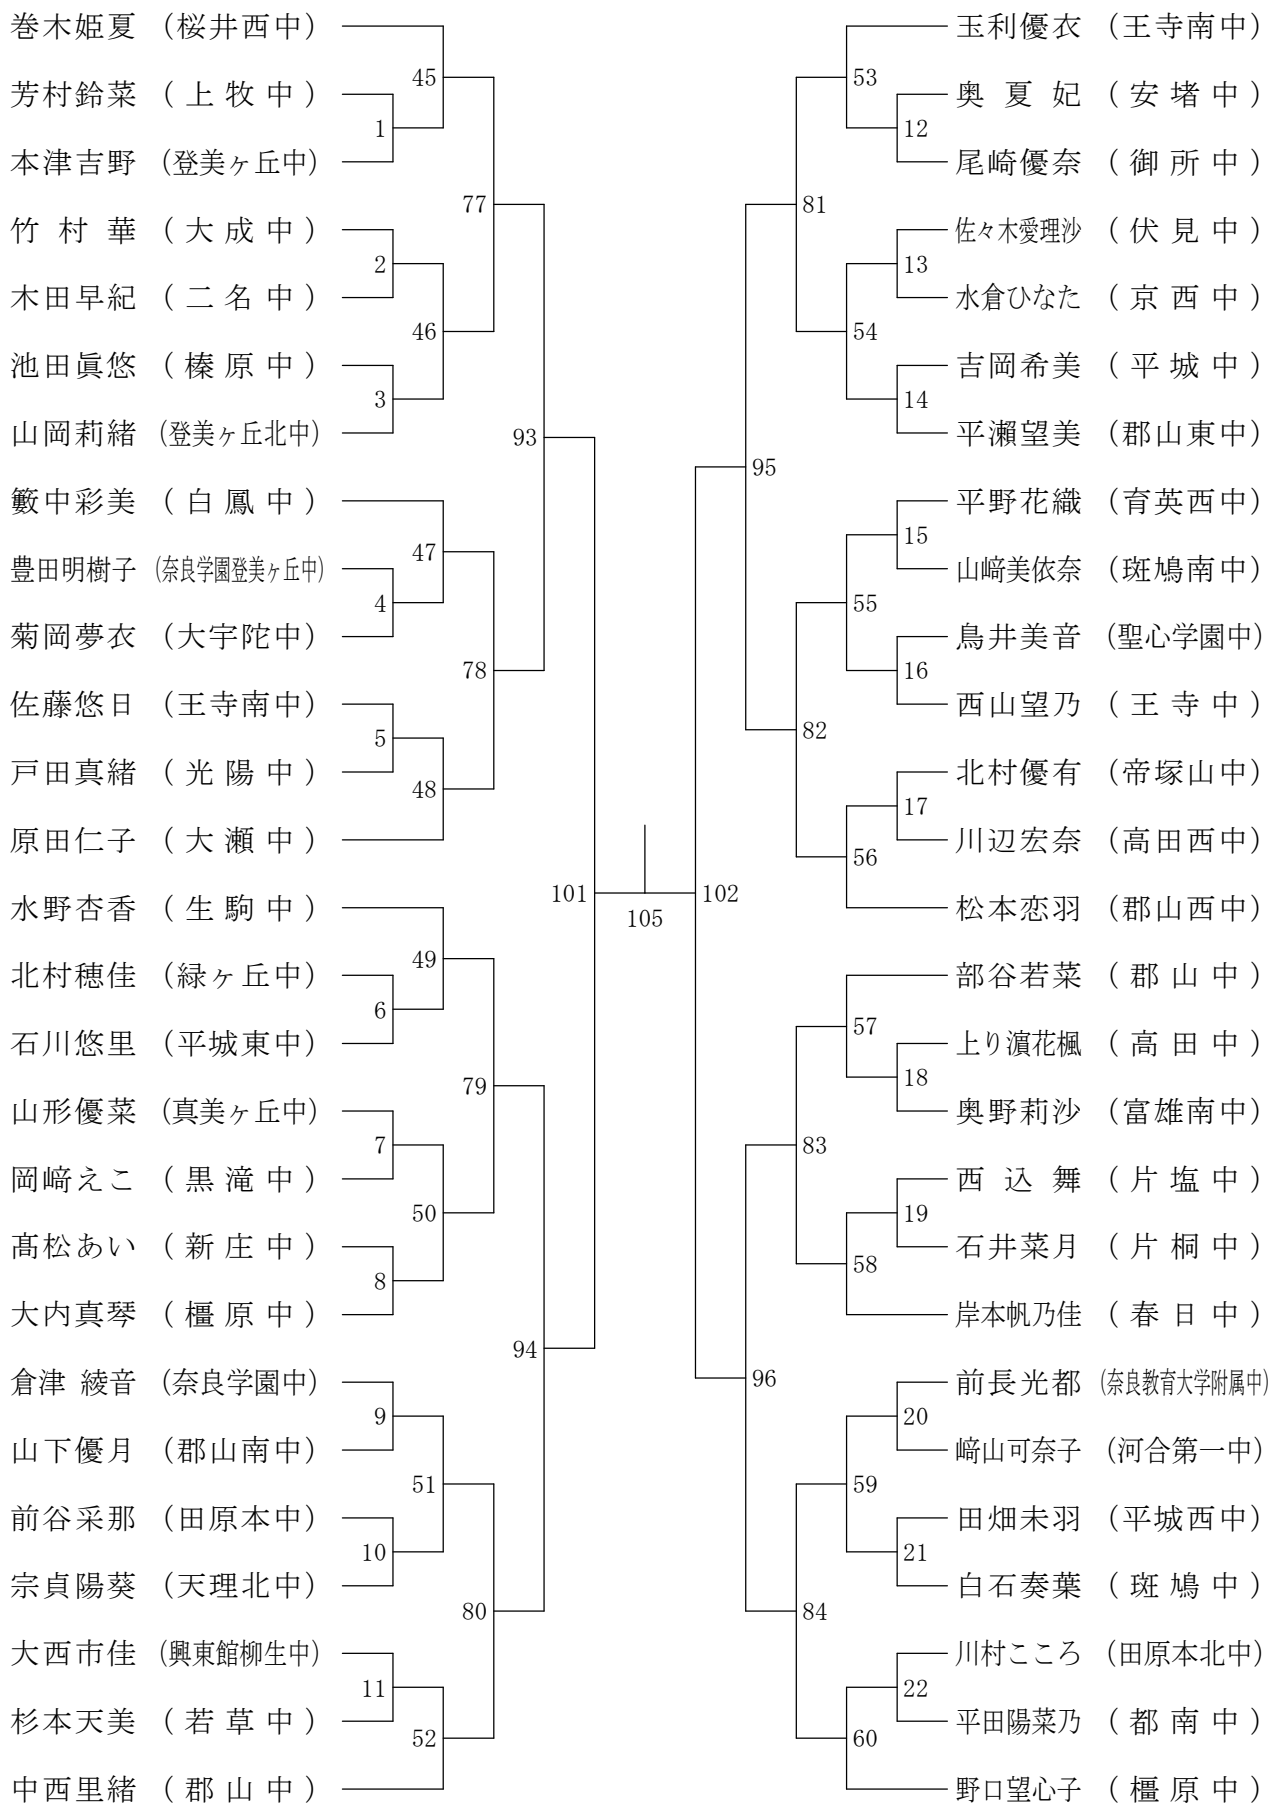 巻木姫夏 (桜井西中)
45
芳村鈴菜 (上牧中)
1
本津吉野 (登美ヶ丘中)
77
竹村華 (大成中)
2
木田早紀 (二名中)
46
池田眞悠 (榛原中)
3
山岡莉緒 (登美ヶ丘北中)
93
籔中彩美 (白鳳中)
47
豊田明樹子 (奈良学園登美ヶ丘中)
4
菊岡夢衣 (大宇陀中)
78
佐藤悠日 (王寺南中)
5
戸田真緒 (光陽中)
48
原田仁子 (大瀬中)
101
水野杏香 (生駒中)
49
北村穂佳 (緑ヶ丘中)
6
石川悠里 (平城東中)
79
山形優菜 (真美ヶ丘中)
7
岡﨑えこ (黒滝中)
50
髙松あい (新庄中)
8
大内真琴 (橿原中)
94
倉津 綾音 (奈良学園中)
9
山下優月 (郡山南中)
51
前谷采那 (田原本中)
10
宗貞陽葵 (天理北中)
80
大西市佳 (興東館柳生中)
11
杉本天美 (若草中)
52
中西里緒 (郡山中)
105
玉利優衣 (王寺南中)
53
奥夏妃 (安堵中)
12
尾崎優奈 (御所中)
81
佐々木愛理沙 (伏見中)
13
水倉ひなた (京西中)
54
吉岡希美 (平城中)
14
平瀬望美 (郡山東中)
95
平野花織 (育英西中)
15
山﨑美依奈 (斑鳩南中)
55
鳥井美音 (聖心学園中)
16
西山望乃 (王寺中)
82
北村優有 (帝塚山中)
17
川辺宏奈 (高田西中)
56
松本恋羽 (郡山西中)
102
部谷若菜 (郡山中)
57
上り濵花楓 (高田中)
18
奥野莉沙 (富雄南中)
83
西込舞 (片塩中)
19
石井菜月 (片桐中)
58
岸本帆乃佳 (春日中)
96
前長光都 (奈良教育大学附属中)
20
﨑山可奈子 (河合第一中)
59
田畑未羽 (平城西中)
21
白石奏葉 (斑鳩中)
84
川村こころ (田原本北中)
22
平田陽菜乃 (都南中)
60
野口望心子 (橿原中)